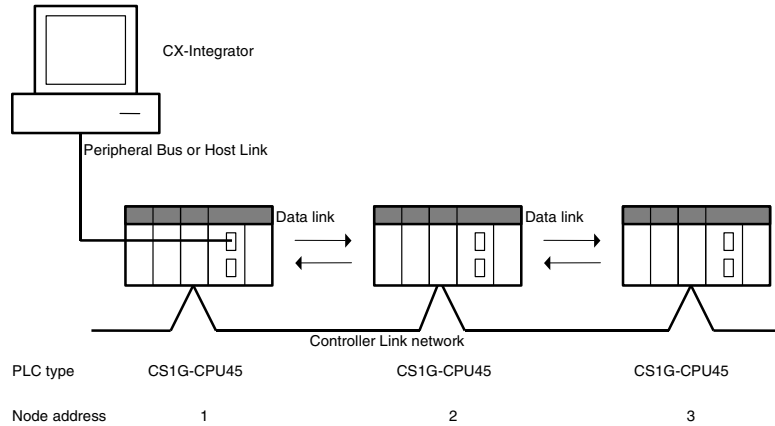 CX-Integrator
Peripheral Bus or Host Link
Data link
Data link
Controller Link network
PLC type CS1G-CPU45 CS1G-CPU45 CS1G-CPU45
Node address 1 2 3